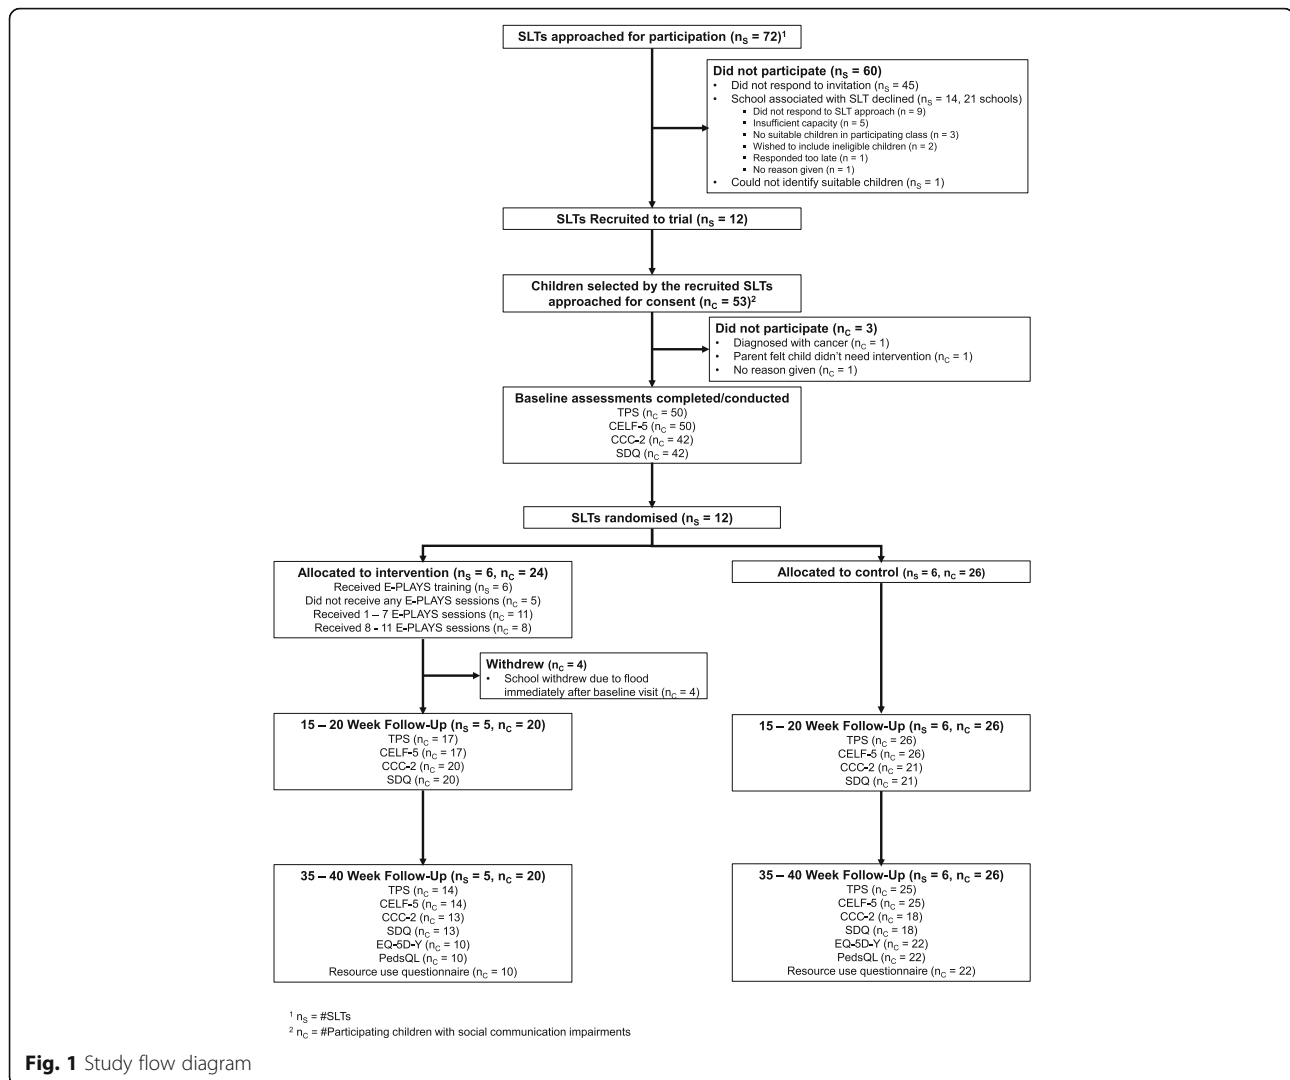 SLTs approached for participation (nS = 72)1
Did not participate (nS = 60)
• Did not respond to invitation (nS = 45)
• School associated with SLT declined (nS = 14, 21 schools)
▪ Did not respond to SLT approach (n = 9)
▪ Insufficient capacity (n = 5)
▪ No suitable children in participating class (n = 3)
▪ Wished to include ineligible children (n = 2)
▪ Responded too late (n = 1)
▪ No reason given (n = 1)
• Could not identify suitable children (nS = 1)
SLTs Recruited to trial (nS = 12)
Children selected by the recruited SLTs
approached for consent (nC = 53)2
Did not participate (nC = 3)
• Diagnosed with cancer (nC = 1)
• Parent felt child didn't need intervention (nC = 1)
• No reason given (nC = 1)
Baseline assessments completed/conducted
TPS (nC = 50)
CELF-5 (nC = 50)
CCC-2 (nC = 42)
SDQ (nC = 42)
SLTs randomised (nS = 12)
Allocated to intervention (nS = 6, nC = 24)
Received E-PLAYS training (nS = 6)
Did not receive any E-PLAYS sessions (nC = 5)
Received 1 – 7 E-PLAYS sessions (nC = 11)
Received 8 - 11 E-PLAYS sessions (nC = 8)
Allocated to control (nS = 6, nC = 26)
Withdrew (nC = 4)
• School withdrew due to flood
immediately after baseline visit (nC = 4)
15 – 20 Week Follow-Up (nS = 5, nC = 20)
TPS (nC = 17)
CELF-5 (nC = 17)
CCC-2 (nC = 20)
SDQ (nC = 20)
15 – 20 Week Follow-Up (nS = 6, nC = 26)
TPS (nC = 26)
CELF-5 (nC = 26)
CCC-2 (nC = 21)
SDQ (nC = 21)
35 – 40 Week Follow-Up (nS = 5, nC = 20)
TPS (nC = 14)
CELF-5 (nC = 14)
CCC-2 (nC = 13)
SDQ (nC = 13)
EQ-5D-Y (nC = 10)
PedsQL (nC = 10)
Resource use questionnaire (nC = 10)
35 – 40 Week Follow-Up (nS = 6, nC = 26)
TPS (nC = 25)
CELF-5 (nC = 25)
CCC-2 (nC = 18)
SDQ (nC = 18)
EQ-5D-Y (nC = 22)
PedsQL (nC = 22)
Resource use questionnaire (nC = 22)
1 nS = #SLTs
2 nC = #Participating children with social communication impairments
Fig. 1 Study flow diagram